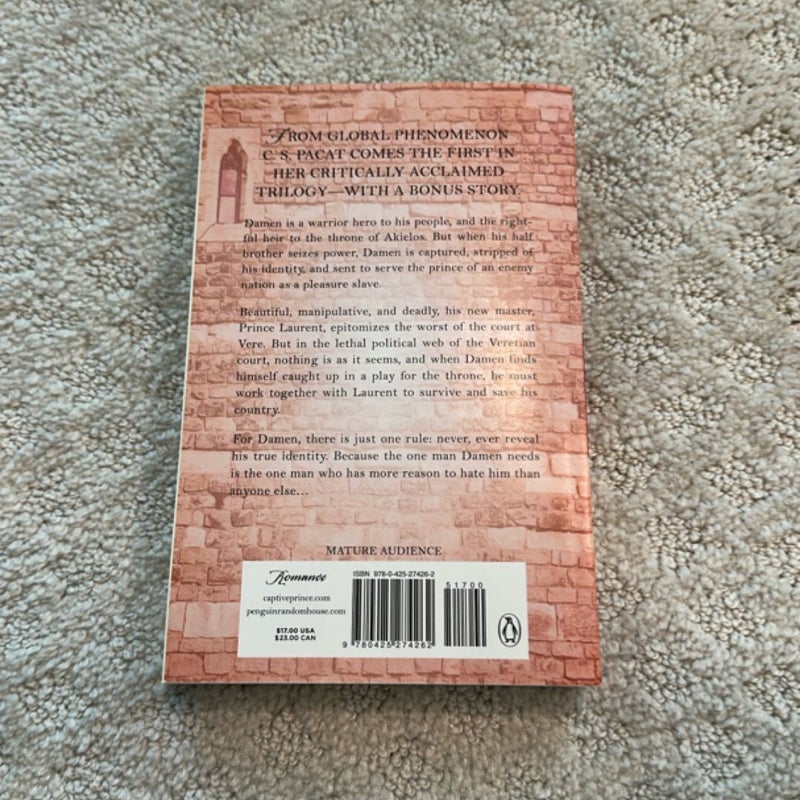 FROM GLOBAL PHENOMENON
C. S. PACAT COMES THE FIRST IN
HER CRITICALLY ACCLAIMED
TRILOGY—WITH A BONUS STORY.
Damen is a warrior hero to his people, and the right-
ful heir to the throne of Akielos. But when his half
brother seizes power, Damen is captured, stripped of
his identity, and sent to serve the prince of an enemy
nation as a pleasure slave.
Beautiful, manipulative, and deadly, his new master,
Prince Laurent, epitomizes the worst of the court at
Vere. But in the lethal political web of the Veretian
court, nothing is as it seems, and when Damen finds
himself caught up in a play for the throne, he must
work together with Laurent to survive and save his
country.
For Damen, there is just one rule: never, ever reveal
his true identity. Because the one man Damen needs
is the one man who has more reason to hate him than
anyone else...
MATURE AUDIENCE
Romance
captiveprince.com
penguinrandomhouse.com
$17.00 USA
$23.00 CAN
ISBN 978-0-425-27426-2
51700
9 780425 274262